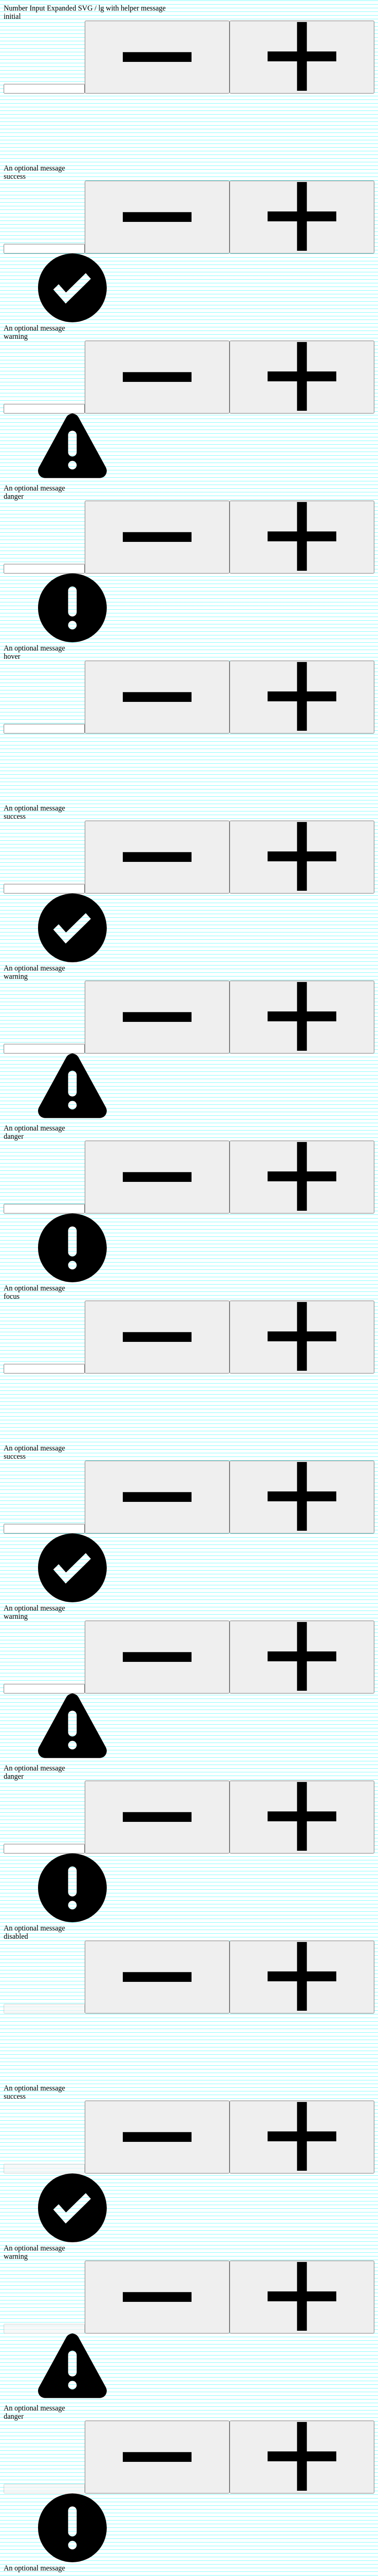 Number Input Expanded SVG / lg with helper message
initial
An optional message
success
An optional message
warning
An optional message
danger
An optional message
hover
An optional message
success
An optional message
warning
An optional message
danger
An optional message
focus
An optional message
success
An optional message
warning
An optional message
danger
An optional message
disabled
An optional message
success
An optional message
warning
An optional message
danger
An optional message